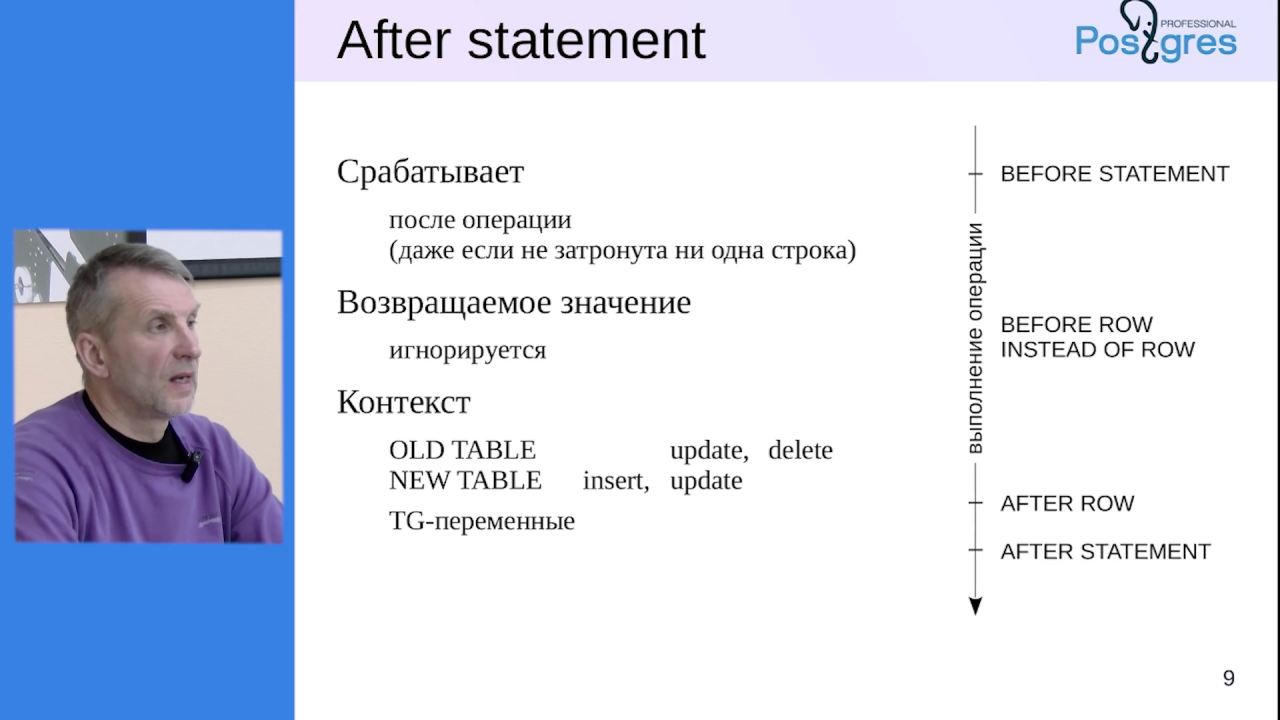 After statement
PROFESSIONAL
Postgres
Срабатывает
после операции
(даже если не затронута ни одна строка)
Возвращаемое значение
игнорируется
Контекст
OLD TABLE update, delete
NEW TABLE insert, update
TG-переменные
BEFORE STATEMENT
выполнение операции
BEFORE ROW
INSTEAD OF ROW
AFTER ROW
AFTER STATEMENT
9